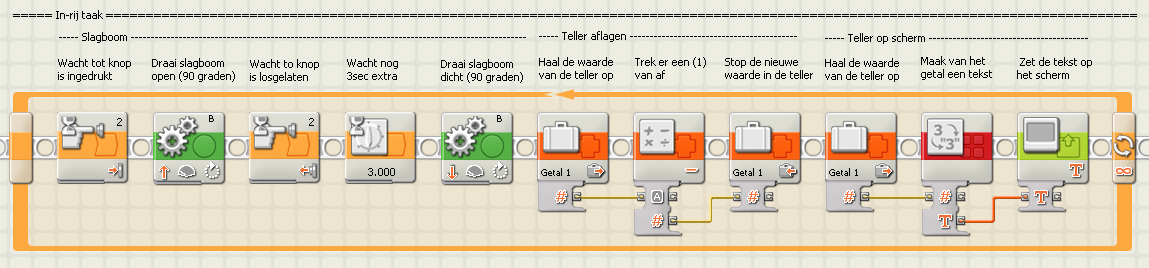 In-rij taak
Slagboom
Teller aflagen
Teller op scherm
Wacht tot knop
is ingedrukt
Draai slagboom
open (90 graden)
Wacht to knop
is losgelaten
Wacht nog
3sec extra
Draai slagboom
dicht (90 graden)
Haal de waarde
van de teller op
Trek er een (1)
van af
Stop de nieuwe
waarde in de teller
Haal de waarde
van de teller op
Maak van het
getal een tekst
Zet de tekst op
het scherm
2
B
2
3.000
B
Getal 1
#
+ −
× ÷
−
A
#
Getal 1
#
Getal 1
#
3
"3"
#
T
T
T
∞